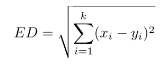 $ED = \sqrt{\sum_{i=1}^{k} (x_i - y_i)^2}$